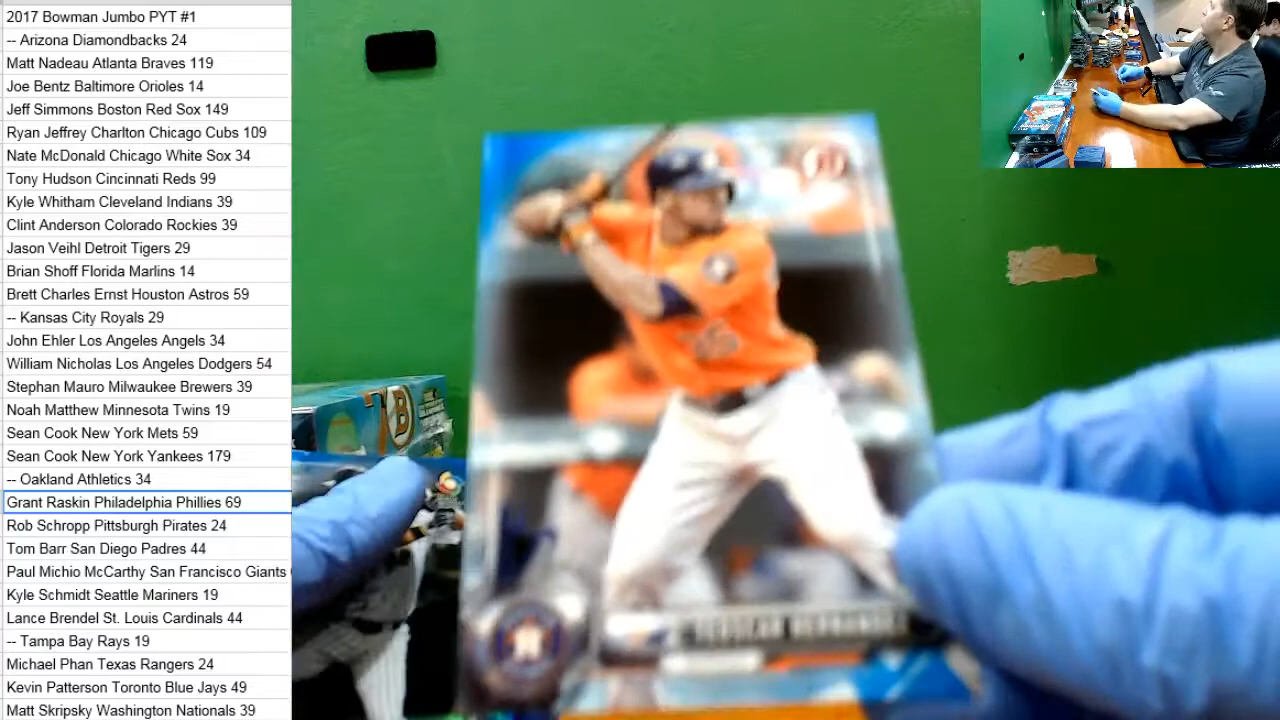 2017 Bowman Jumbo PYT #1
-- Arizona Diamondbacks 24
Matt Nadeau Atlanta Braves 119
Joe Bentz Baltimore Orioles 14
Jeff Simmons Boston Red Sox 149
Ryan Jeffrey Charlton Chicago Cubs 109
Nate McDonald Chicago White Sox 34
Tony Hudson Cincinnati Reds 99
Kyle Whitham Cleveland Indians 39
Clint Anderson Colorado Rockies 39
Jason Veihl Detroit Tigers 29
Brian Shoff Florida Marlins 14
Brett Charles Ernst Houston Astros 59
-- Kansas City Royals 29
John Ehler Los Angeles Angels 34
William Nicholas Los Angeles Dodgers 54
Stephan Mauro Milwaukee Brewers 39
Noah Matthew Minnesota Twins 19
Sean Cook New York Mets 59
Sean Cook New York Yankees 179
-- Oakland Athletics 34
Grant Raskin Philadelphia Phillies 69
Rob Schropp Pittsburgh Pirates 24
Tom Barr San Diego Padres 44
Paul Michio McCarthy San Francisco Giants
Kyle Schmidt Seattle Mariners 19
Lance Brendel St. Louis Cardinals 44
-- Tampa Bay Rays 19
Michael Phan Texas Rangers 24
Kevin Patterson Toronto Blue Jays 49
Matt Skripsky Washington Nationals 39